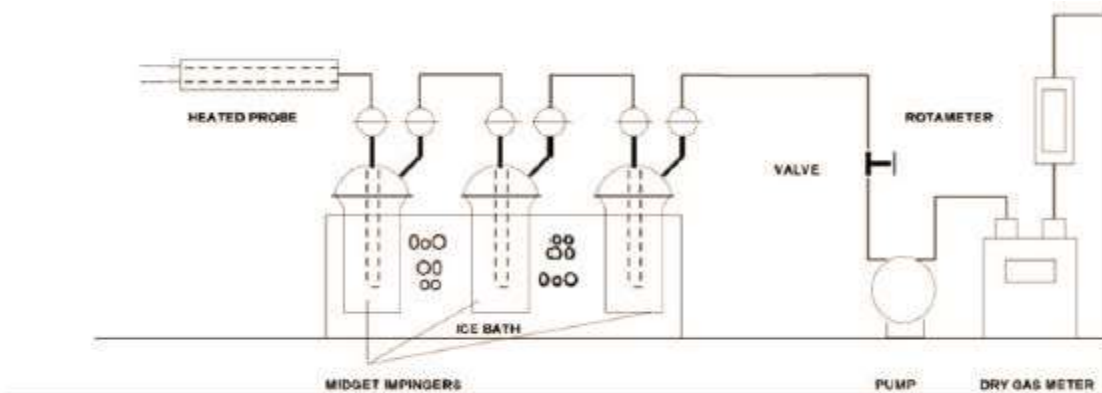 HEATED PROBE
ROTAMETER
VALVE
ICE BATH
MIDGET IMPINGERS
PUMP
DRY GAS METER